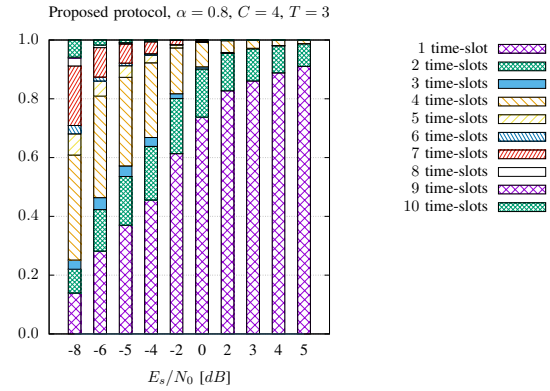 Proposed protocol, α = 0.8, C = 4, T = 3
1.0
0.8
0.6
0.4
0.2
0.0
-8 -6 -5 -4 -2 0 2 3 4 5
E_s/N_0 [dB]
1 time-slot
2 time-slots
3 time-slots
4 time-slots
5 time-slots
6 time-slots
7 time-slots
8 time-slots
9 time-slots
10 time-slots